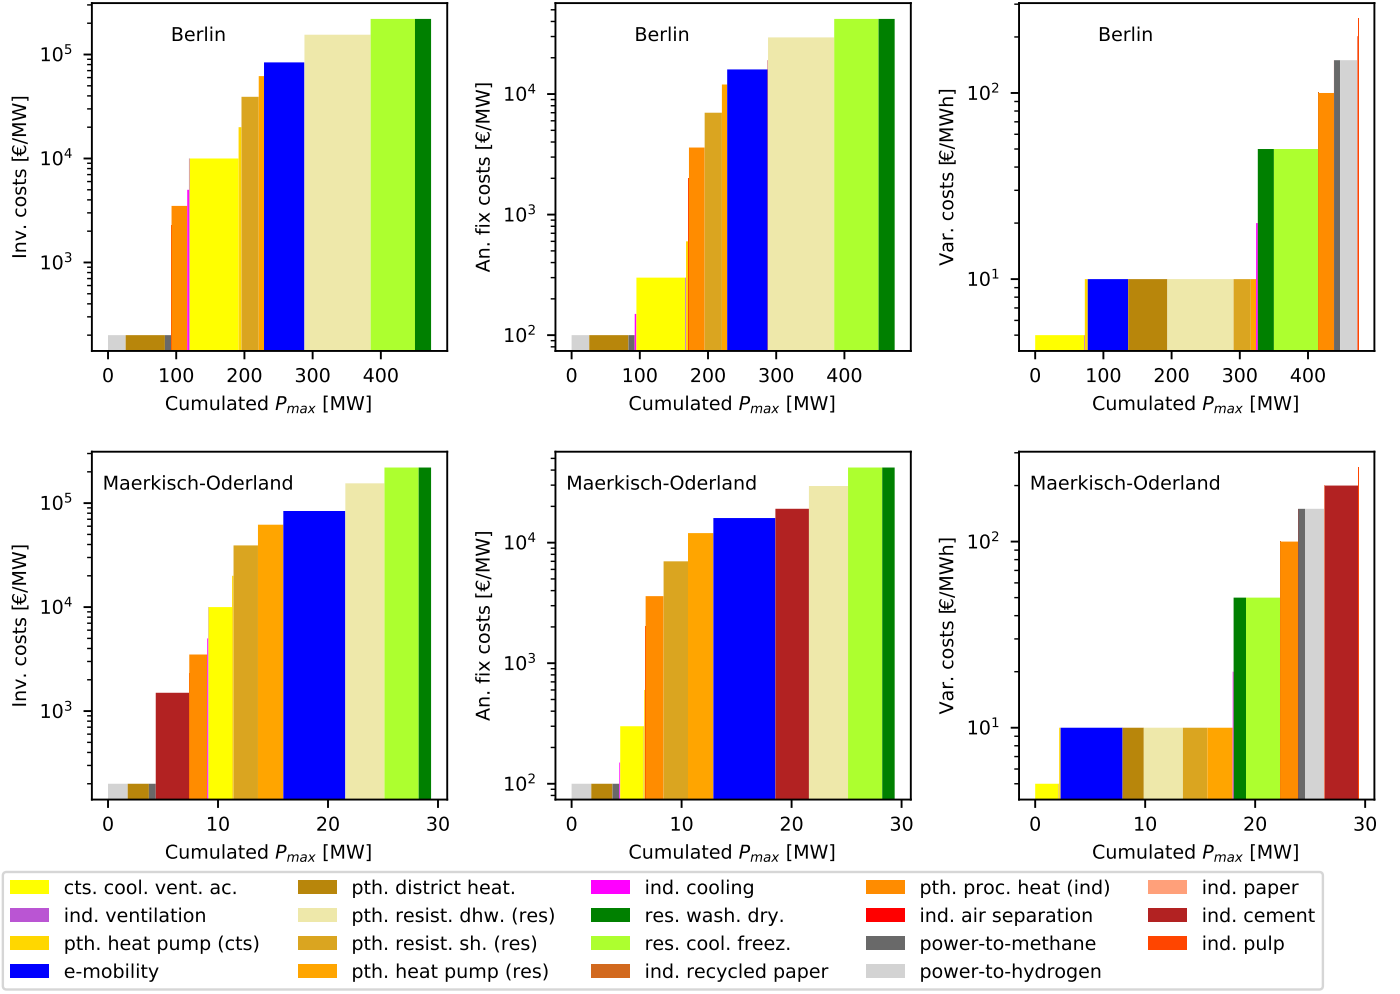 Berlin
10^5
10^4
10^3
Inv. costs [€/MW]
0 100 200 300 400
Cumulated P_max [MW]
Berlin
10^4
10^3
10^2
An. fix costs [€/MW]
0 100 200 300 400
Cumulated P_max [MW]
Berlin
10^2
10^1
Var. costs [€/MWh]
0 100 200 300 400
Cumulated P_max [MW]
Maerkisch-Oderland
10^5
10^4
10^3
Inv. costs [€/MW]
0 10 20 30
Cumulated P_max [MW]
Maerkisch-Oderland
10^4
10^3
10^2
An. fix costs [€/MW]
0 10 20 30
Cumulated P_max [MW]
Maerkisch-Oderland
10^2
10^1
Var. costs [€/MWh]
0 10 20 30
Cumulated P_max [MW]
cts. cool. vent. ac.
ind. ventilation
pth. heat pump (cts)
e-mobility
pth. district heat.
pth. resist. dhw. (res)
pth. resist. sh. (res)
pth. heat pump (res)
ind. cooling
res. wash. dry.
res. cool. freez.
ind. recycled paper
pth. proc. heat (ind)
ind. air separation
power-to-methane
power-to-hydrogen
ind. paper
ind. cement
ind. pulp